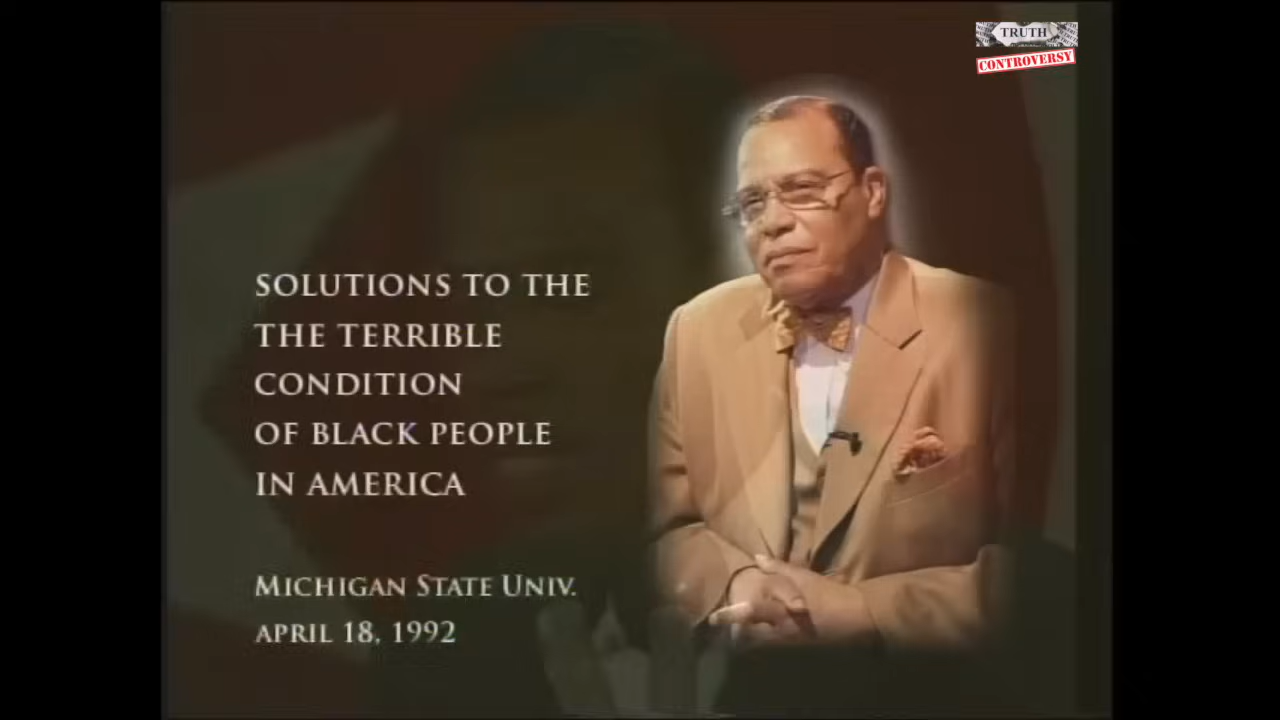 TRUTH
CONTROVERSY
SOLUTIONS TO THE
THE TERRIBLE
CONDITION
OF BLACK PEOPLE
IN AMERICA
MICHIGAN STATE UNIV.
APRIL 18, 1992